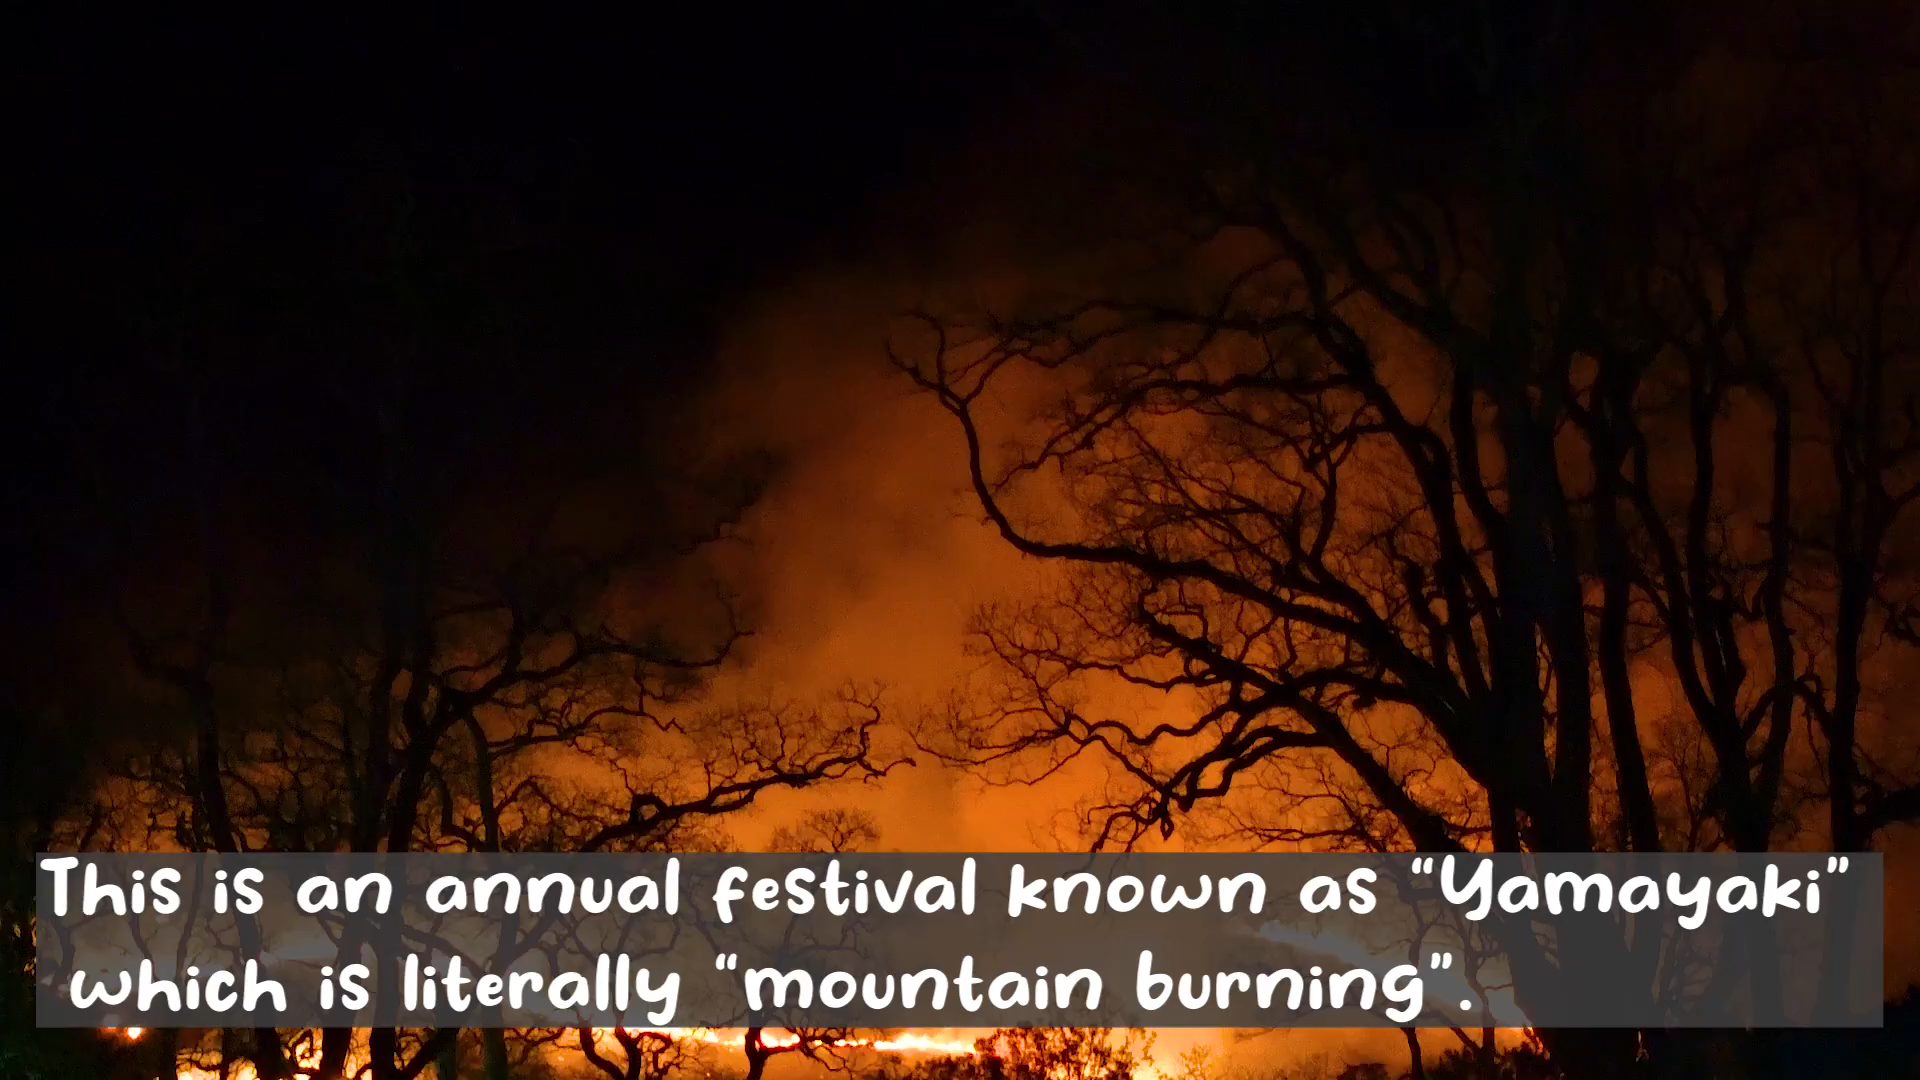 This is an annual festival known as “Yamayaki”
which is literally “mountain burning”.